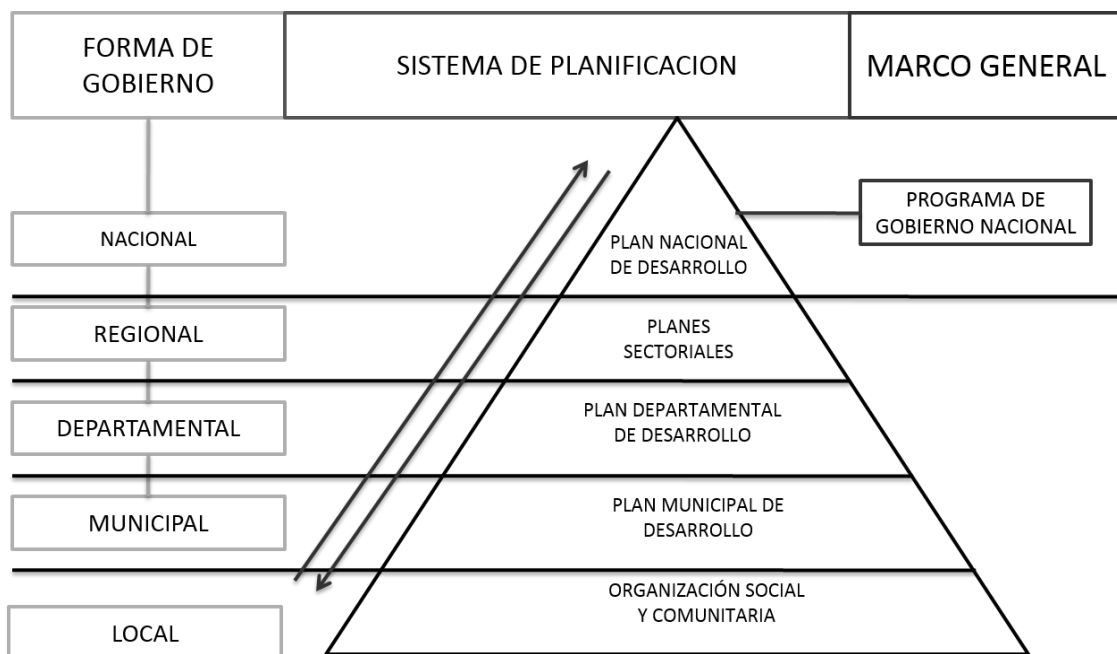 FORMA DE
GOBIERNO
SISTEMA DE PLANIFICACION
MARCO GENERAL
NACIONAL
PLAN NACIONAL
DE DESARROLLO
PROGRAMA DE
GOBIERNO NACIONAL
REGIONAL
PLANES
SECTORIALES
DEPARTAMENTAL
PLAN DEPARTAMENTAL
DE DESARROLLO
MUNICIPAL
PLAN MUNICIPAL DE
DESARROLLO
LOCAL
ORGANIZACIÓN SOCIAL
Y COMUNITARIA